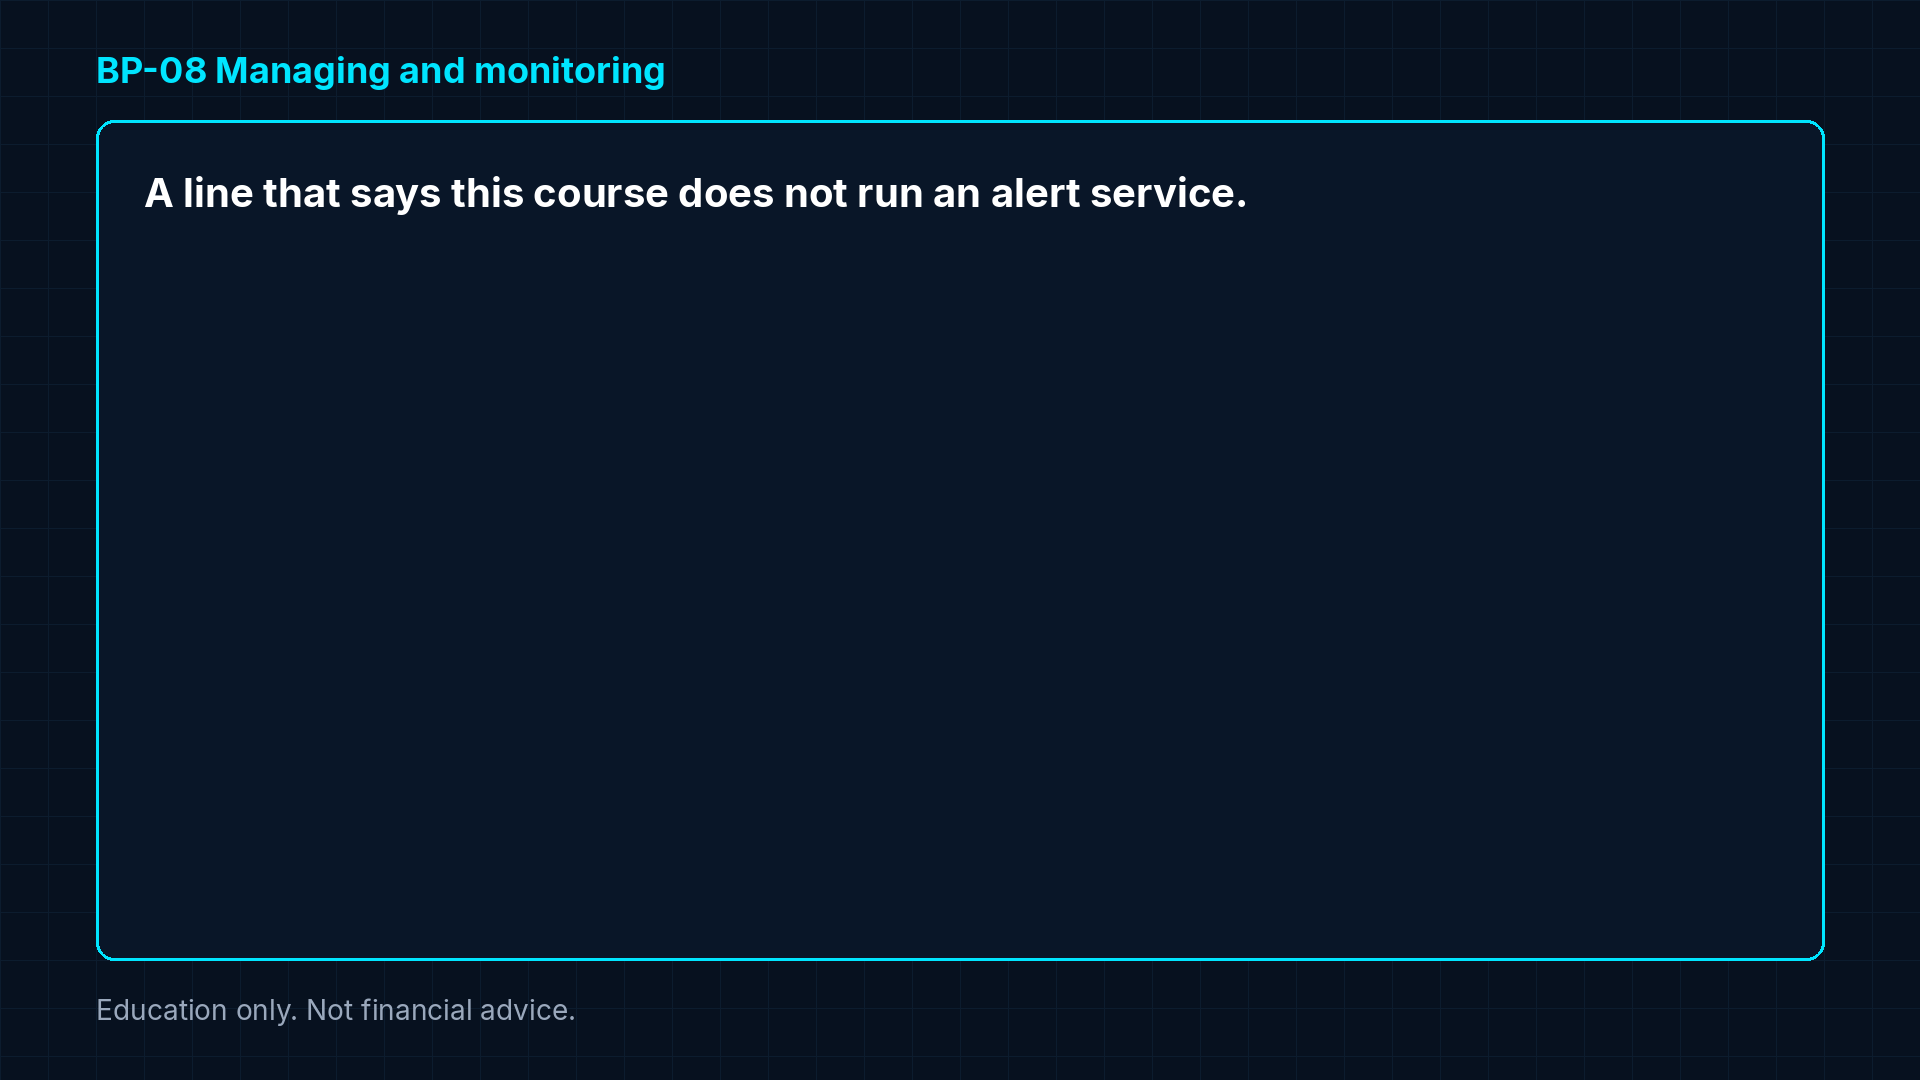 BP-08 Managing and monitoring
A line that says this course does not run an alert service.
Education only. Not financial advice.